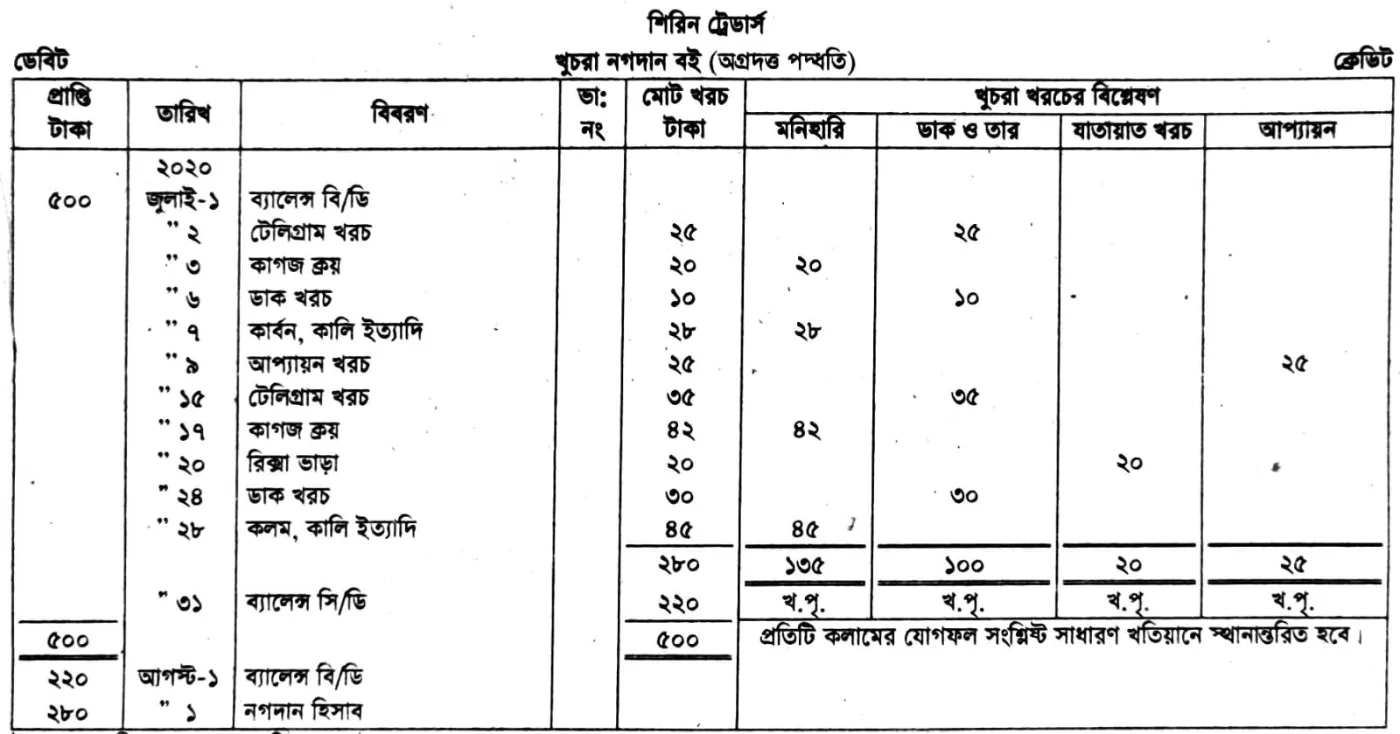 শিরিন ট্রেডার্স
ডেবিট খুচরা নগদান বই (অগ্রদত্ত পদ্ধতি) ক্রেডিট
প্রাপ্তি টাকা তারিখ বিবরণ ভা: নং মোট খরচ টাকা খুচরা খরচের বিশ্লেষণ
মনিহারি ডাক ও তার যাতায়াত খরচ আপ্যায়ন
২০২০
৫০০ জুলাই-১ ব্যালেন্স বি/ডি
" ২ টেলিগ্রাম খরচ ২৫ ২৫
" ৩ কাগজ ক্রয় ২০ ২০
" ৬ ডাক খরচ ১০ ১০
" ৭ কার্বন, কালি ইত্যাদি ২৮ ২৮
" ৯ আপ্যায়ন খরচ ২৫ ২৫
" ১৫ টেলিগ্রাম খরচ ৩৫ ৩৫
" ১৭ কাগজ ক্রয় ৪২ ৪২
" ২০ রিক্সা ভাড়া ২০ ২০
" ২৪ ডাক খরচ ৩০ ৩০
" ২৮ কলম, কালি ইত্যাদি ৪৫ ৪৫
২৮০ ১৩৫ ১০০ ২০ ২৫
" ৩১ ব্যালেন্স সি/ডি ২২০ খ.পৃ. খ.পৃ. খ.পৃ. খ.পৃ.
৫০০ ৫০০ প্রতিটি কলামের যোগফল সংশ্লিষ্ট সাধারণ খতিয়ানে স্থানান্তরিত হবে।
২২০ আগস্ট-১ ব্যালেন্স বি/ডি
২৮০ " ১ নগদান হিসাব